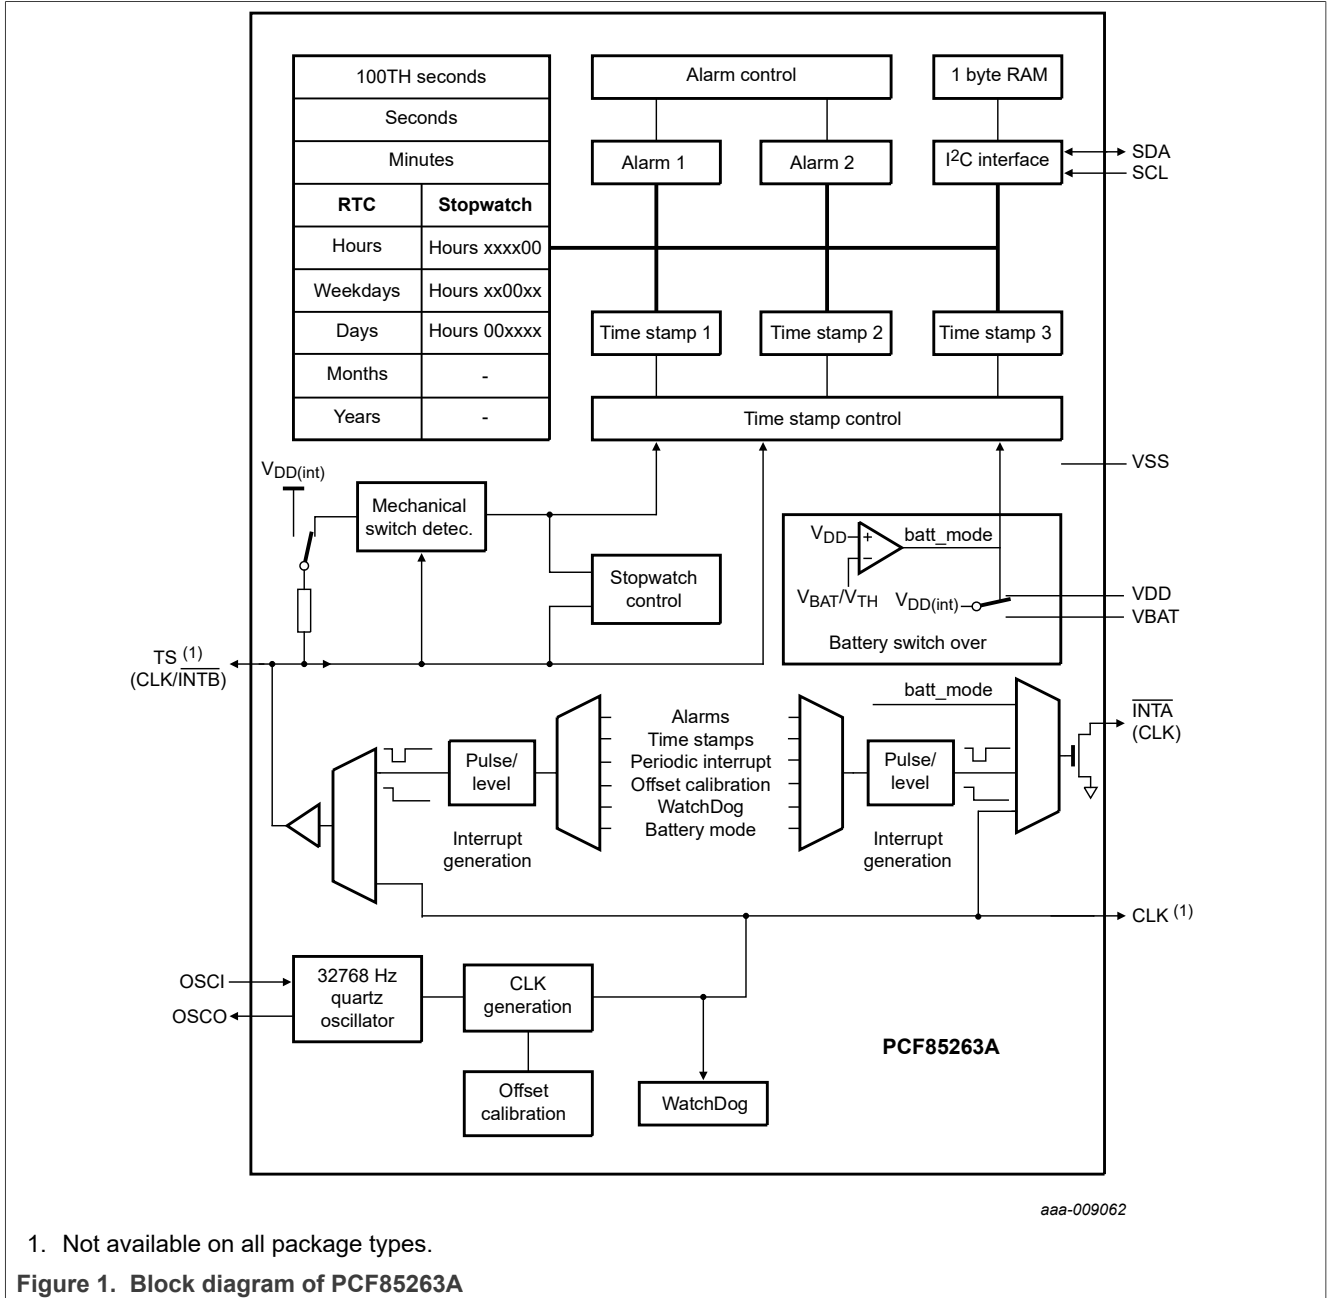 100TH seconds
Seconds
Minutes
RTC
Stopwatch
Hours
Hours xxxx00
Weekdays
Hours xx00xx
Days
Hours 00xxxx
Months
-
Years
-
Alarm control
1 byte RAM
Alarm 1
Alarm 2
I2C interface
SDA
SCL
Time stamp 1
Time stamp 2
Time stamp 3
Time stamp control
VSS
VDD(int)
Mechanical
switch detec.
Stopwatch
control
VDD
+
−
batt_mode
VBAT/VTH
VDD(int)
Battery switch over
VDD
VBAT
TS (1)
(CLK/INTB)
batt_mode
INTA
(CLK)
Pulse/
level
Interrupt
generation
Alarms
Time stamps
Periodic interrupt
Offset calibration
WatchDog
Battery mode
Pulse/
level
Interrupt
generation
CLK (1)
OSCI
OSCO
32768 Hz
quartz
oscillator
CLK
generation
Offset
calibration
WatchDog
PCF85263A
aaa-009062
1. Not available on all package types.
Figure 1. Block diagram of PCF85263A